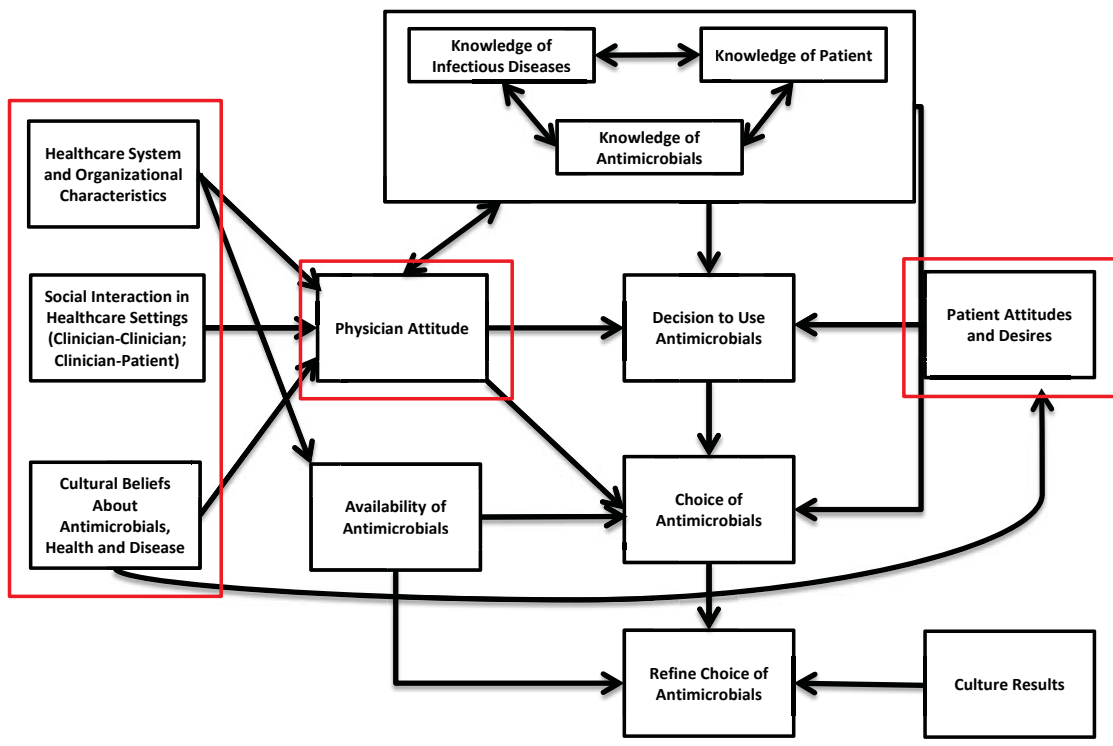 Knowledge of
Infectious Diseases
Knowledge of Patient
Knowledge of
Antimicrobials
Healthcare System
and Organizational
Characteristics
Social Interaction in
Healthcare Settings
(Clinician-Clinician;
Clinician-Patient)
Physician Attitude
Decision to Use
Antimicrobials
Patient Attitudes
and Desires
Cultural Beliefs
About
Antimicrobials,
Health and Disease
Availability of
Antimicrobials
Choice of
Antimicrobials
Refine Choice of
Antimicrobials
Culture Results